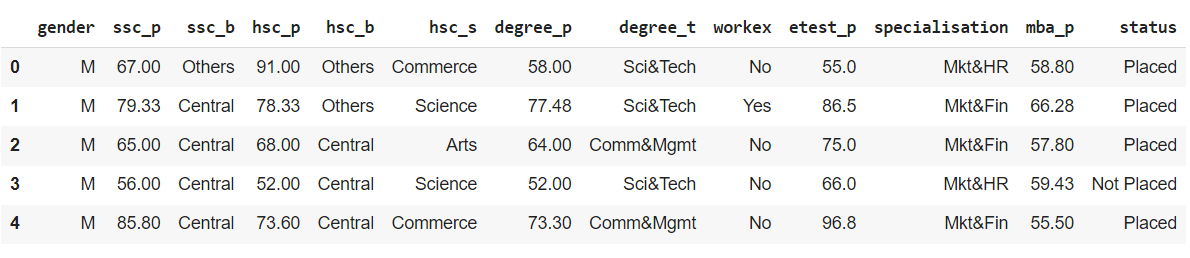 gender ssc_p ssc_b hsc_p hsc_b hsc_s degree_p degree_t workex etest_p specialisation mba_p status
0 M 67.00 Others 91.00 Others Commerce 58.00 Sci&Tech No 55.0 Mkt&HR 58.80 Placed
1 M 79.33 Central 78.33 Others Science 77.48 Sci&Tech Yes 86.5 Mkt&Fin 66.28 Placed
2 M 65.00 Central 68.00 Central Arts 64.00 Comm&Mgmt No 75.0 Mkt&Fin 57.80 Placed
3 M 56.00 Central 52.00 Central Science 52.00 Sci&Tech No 66.0 Mkt&HR 59.43 Not Placed
4 M 85.80 Central 73.60 Central Commerce 73.30 Comm&Mgmt No 96.8 Mkt&Fin 55.50 Placed